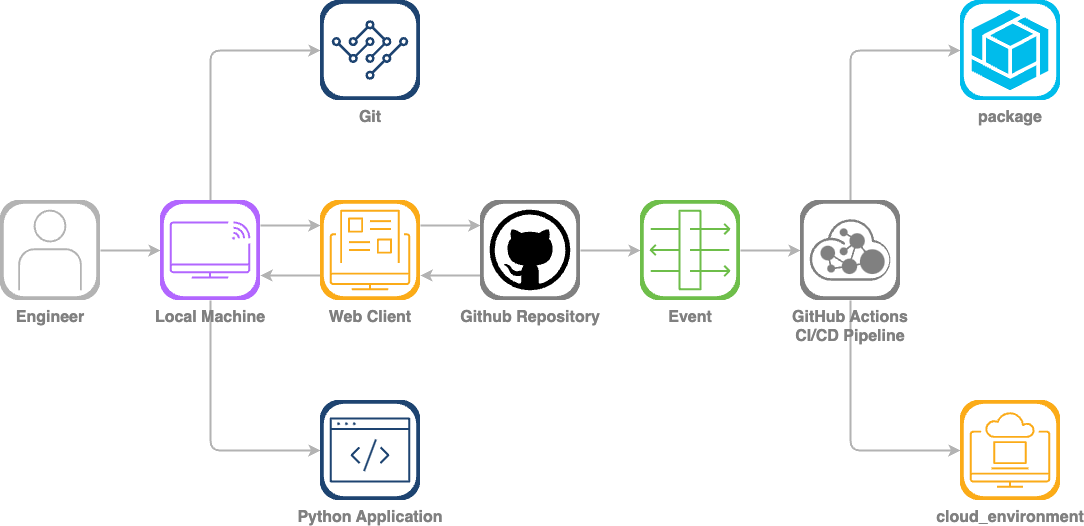 Git
package
Engineer
Local Machine
Web Client
Github Repository
Event
GitHub Actions
CI/CD Pipeline
Python Application
cloud_environment